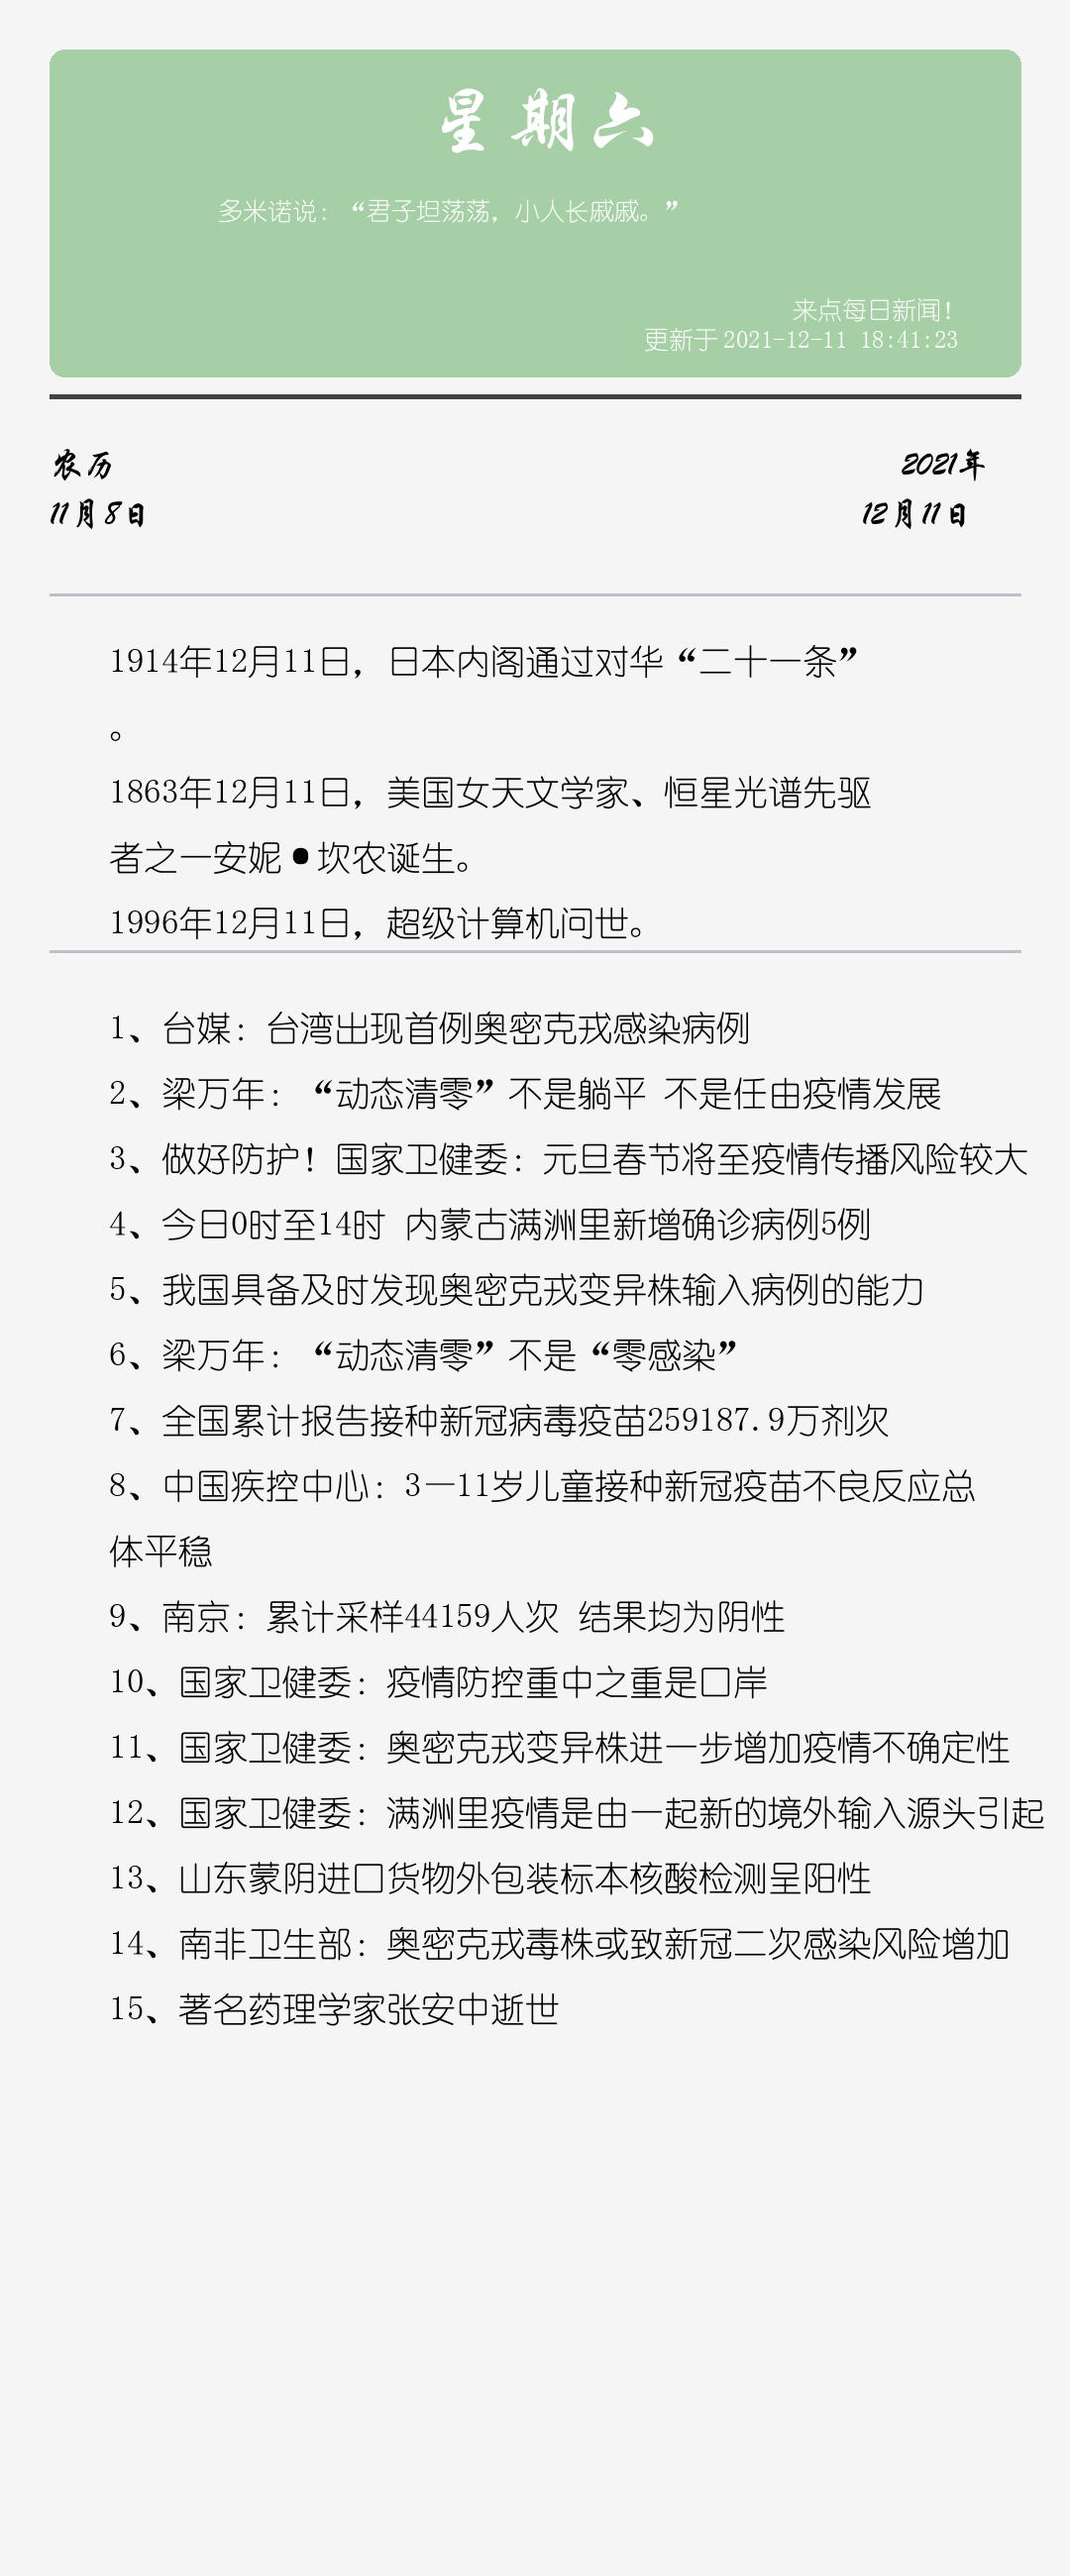 星期六
多米诺说：“君子坦荡荡，小人长戚戚。”
来点每日新闻！
更新于 2021-12-11 18:41:23
农历
2021年
11月8日
12月11日
1914年12月11日，日本内阁通过对华“二十一条”
。
1863年12月11日，美国女天文学家、恒星光谱先驱
者之一安妮•坎农诞生。
1996年12月11日，超级计算机问世。
1、台媒：台湾出现首例奥密克戎感染病例
2、梁万年：“动态清零”不是躺平 不是任由疫情发展
3、做好防护！国家卫健委：元旦春节将至疫情传播风险较大
4、今日0时至14时 内蒙古满洲里新增确诊病例5例
5、我国具备及时发现奥密克戎变异株输入病例的能力
6、梁万年：“动态清零”不是“零感染”
7、全国累计报告接种新冠病毒疫苗259187.9万剂次
8、中国疾控中心：3—11岁儿童接种新冠疫苗不良反应总
体平稳
9、南京：累计采样44159人次 结果均为阴性
10、国家卫健委：疫情防控重中之重是口岸
11、国家卫健委：奥密克戎变异株进一步增加疫情不确定性
12、国家卫健委：满洲里疫情是由一起新的境外输入源头引起
13、山东蒙阴进口货物外包装标本核酸检测呈阳性
14、南非卫生部：奥密克戎毒株或致新冠二次感染风险增加
15、著名药理学家张安中逝世